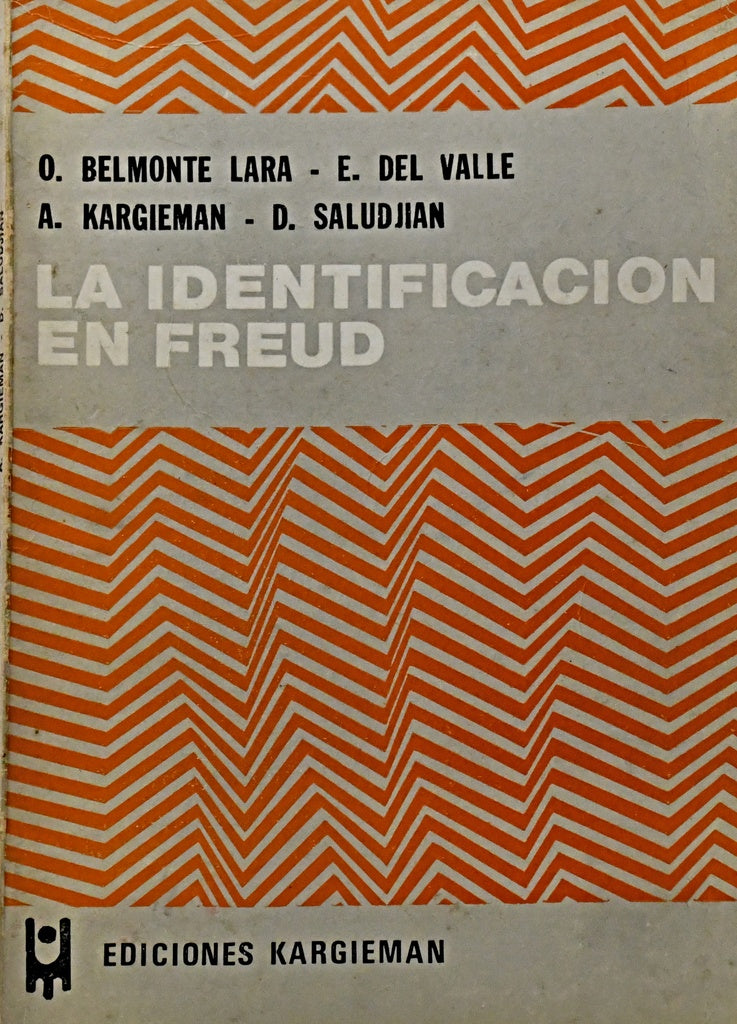 O. BELMONTE LARA - E. DEL VALLE
A. KARGIEMAN - D. SALUDJIAN
LA IDENTIFICACION
EN FREUD
EDICIONES KARGIEMAN